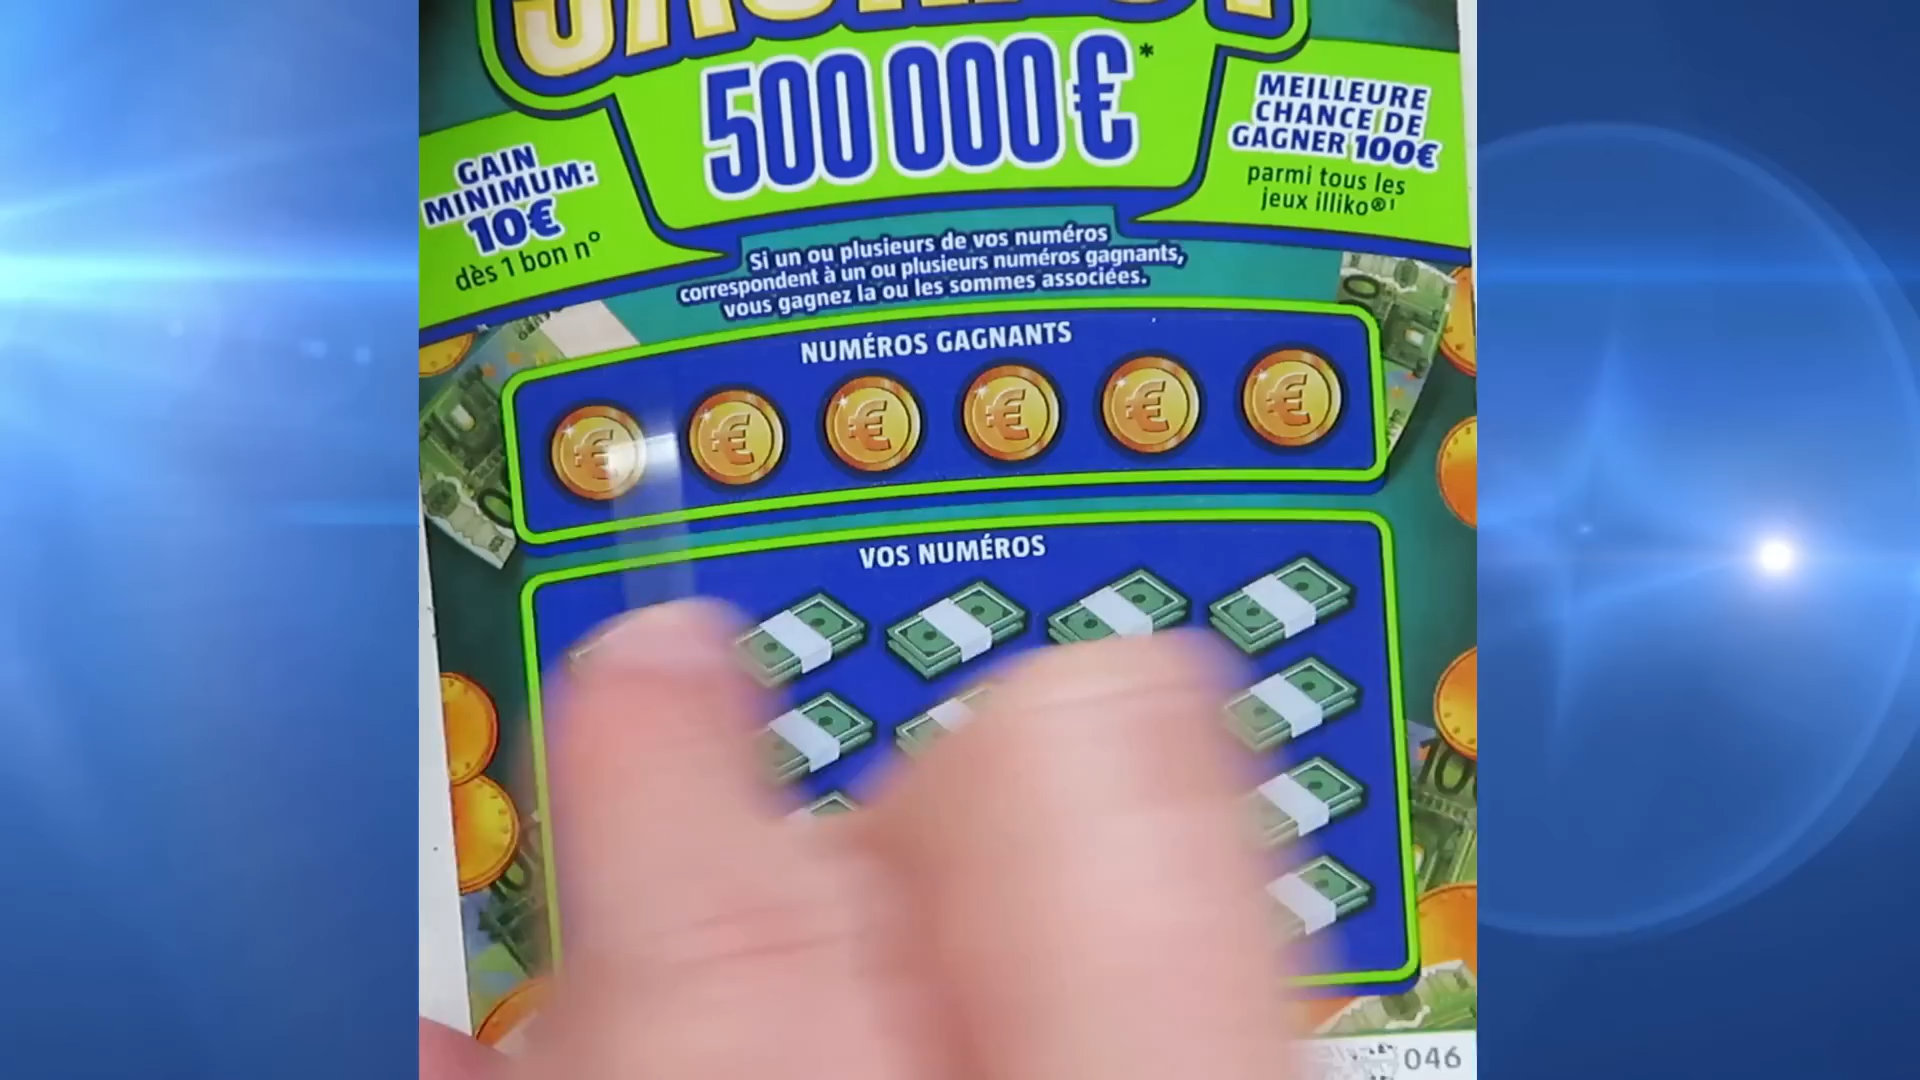 JACKPOT
500 000 €*
GAIN
MINIMUM:
10€
dès 1 bon n°
MEILLEURE
CHANCE DE
GAGNER 100€
parmi tous les
jeux illiko®¹
Si un ou plusieurs de vos numéros
correspondent à un ou plusieurs numéros gagnants,
vous gagnez la ou les sommes associées.
NUMÉROS GAGNANTS
€ € € € € €
VOS NUMÉROS
046